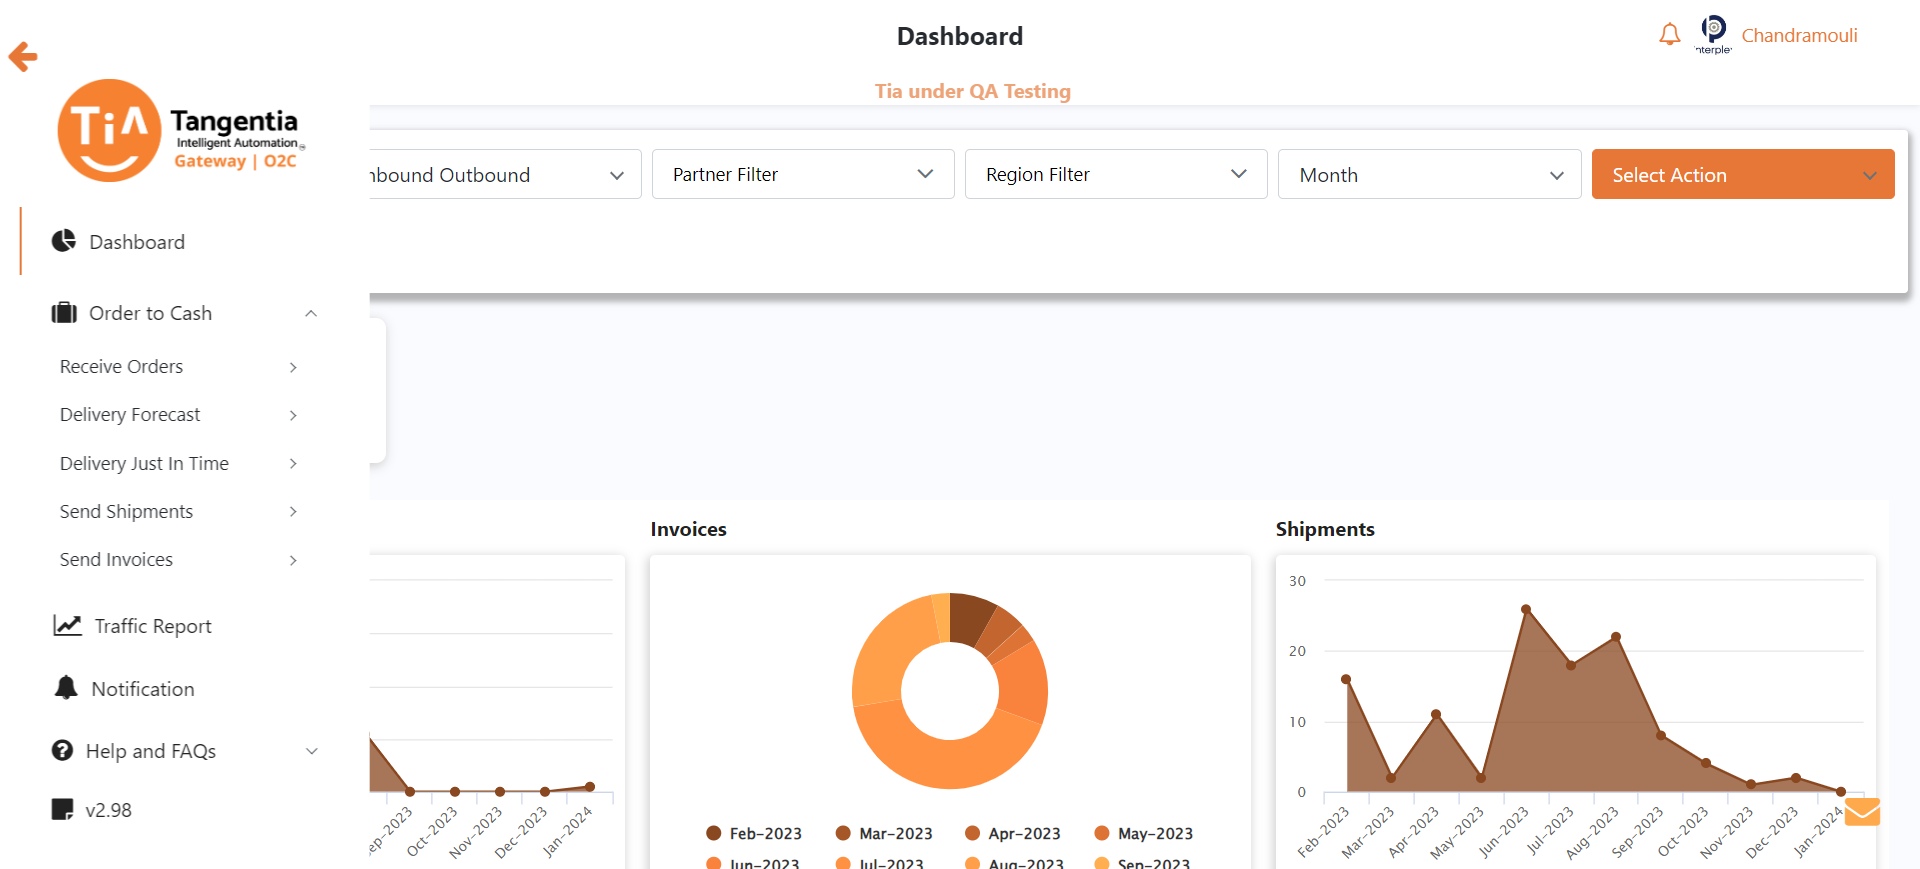 Dashboard
Chandramouli
Tia under QA Testing
TiA
Tangentia
Intelligent Automation
Gateway | O2C
nbound Outbound
Partner Filter
Region Filter
Month
Select Action
Dashboard
Order to Cash
Receive Orders
Delivery Forecast
Delivery Just In Time
Send Shipments
Send Invoices
Traffic Report
Notification
Help and FAQs
v2.98
ep-2023
Oct-2023
Nov-2023
Dec-2023
Jan-2024
Invoices
Feb-2023 Mar-2023 Apr-2023 May-2023
Jun-2023 Jul-2023 Aug-2023 Sep-2023
Shipments
30
20
10
0
Feb-2023
Mar-2023
Apr-2023
May-2023
Jun-2023
Jul-2023
Aug-2023
Sep-2023
Oct-2023
Nov-2023
Dec-2023
Jan-2024